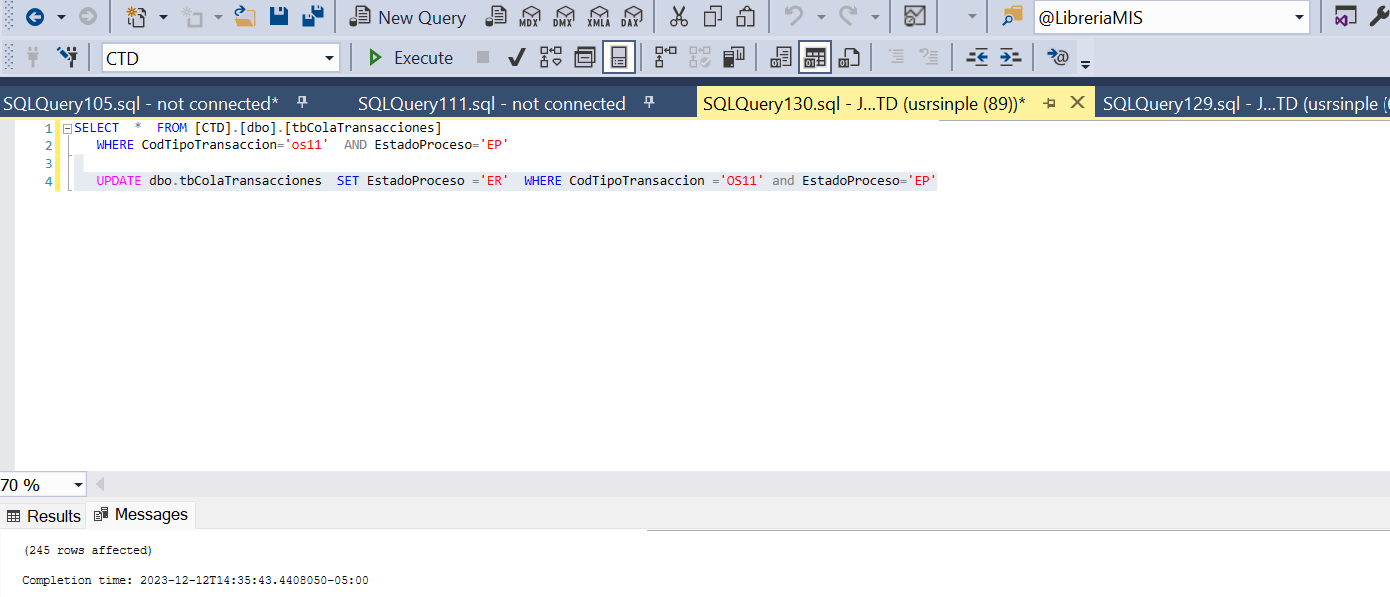 New Query MDX DMX XMLA DAX @LibreriaMIS
CTD Execute
SQLQuery105.sql - not connected* SQLQuery111.sql - not connected SQLQuery130.sql - J...TD (usrsinple (89))* SQLQuery129.sql - J...TD (usrsinple (
1 SELECT * FROM [CTD].[dbo].[tbColaTransacciones]
2 WHERE CodTipoTransaccion='os11' AND EstadoProceso='EP'
3
4 UPDATE dbo.tbColaTransacciones SET EstadoProceso ='ER' WHERE CodTipoTransaccion ='OS11' and EstadoProceso='EP'
70 %
Results Messages
(245 rows affected)
Completion time: 2023-12-12T14:35:43.4408050-05:00